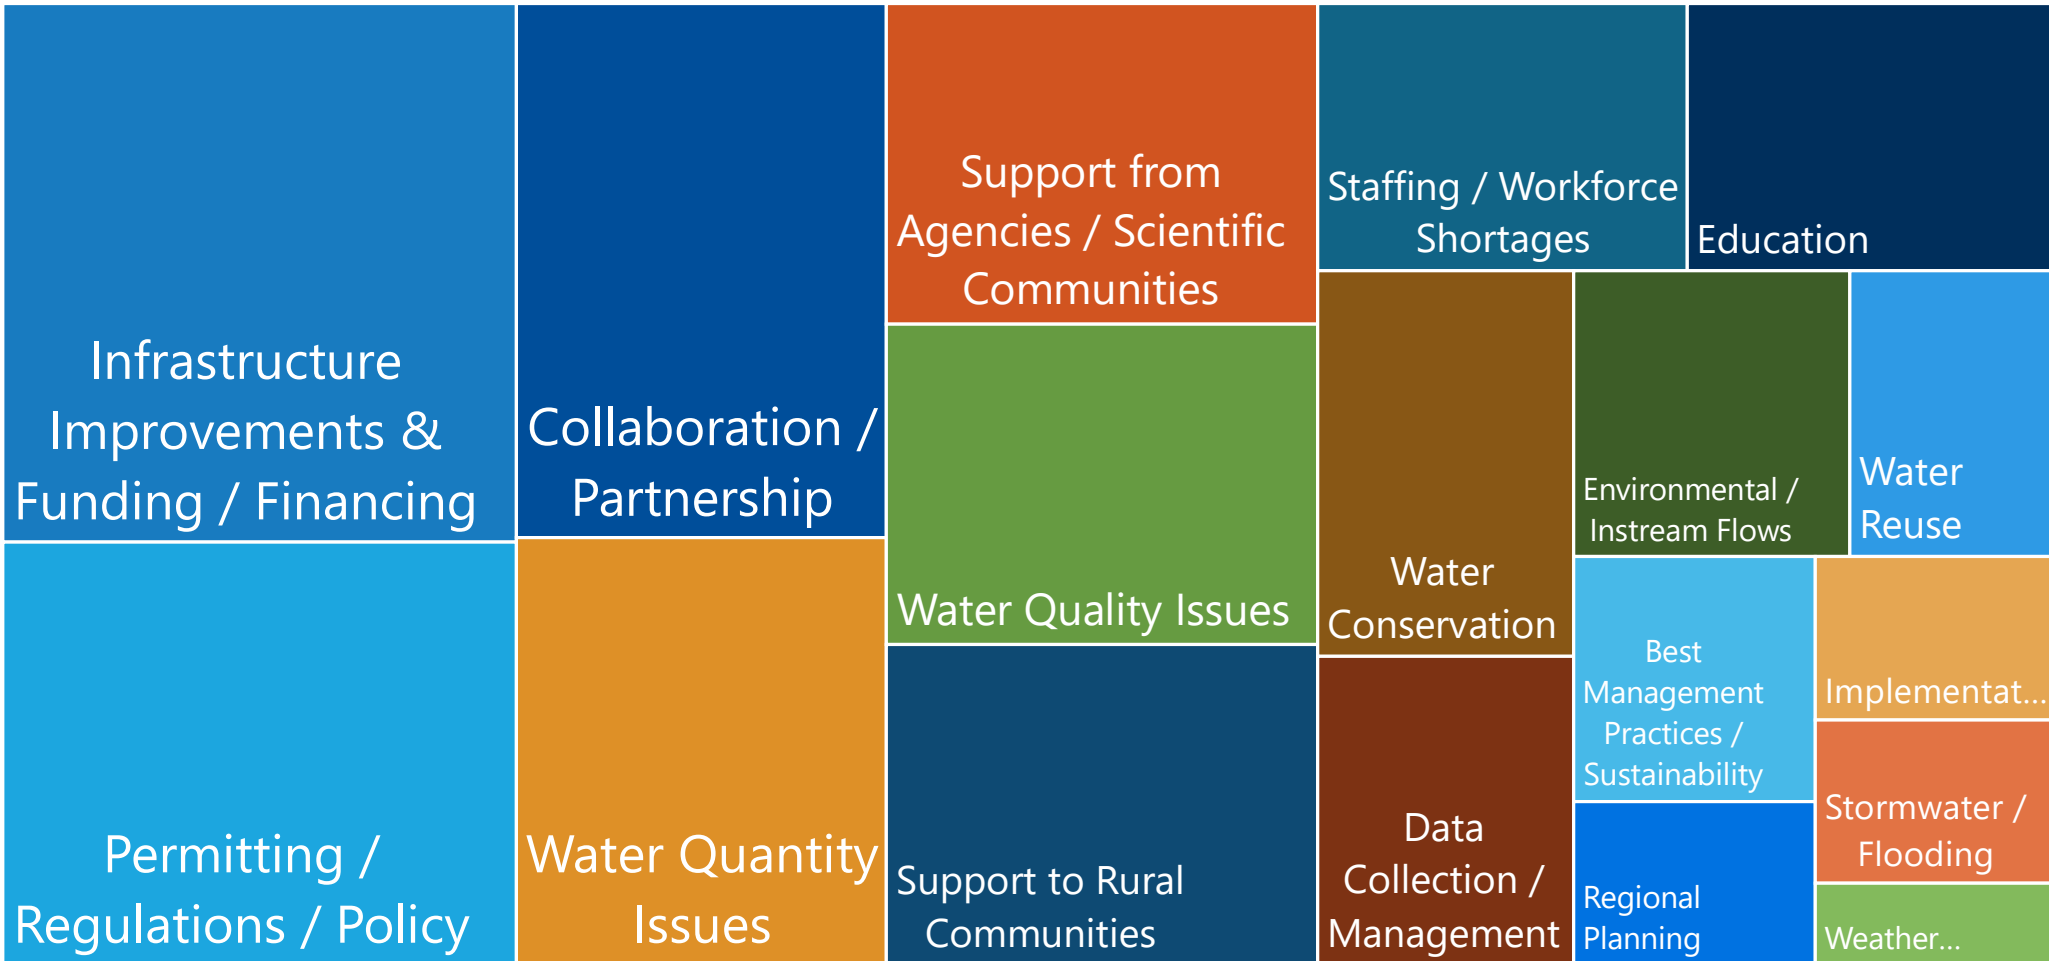 Infrastructure
Improvements &
Funding / Financing
Permitting /
Regulations / Policy
Collaboration /
Partnership
Water Quantity
Issues
Support from
Agencies / Scientific
Communities
Water Quality Issues
Support to Rural
Communities
Staffing / Workforce
Shortages
Education
Water
Conservation
Data
Collection /
Management
Environmental /
Instream Flows
Water
Reuse
Best
Management
Practices /
Sustainability
Regional
Planning
Implementat...
Stormwater /
Flooding
Weather...